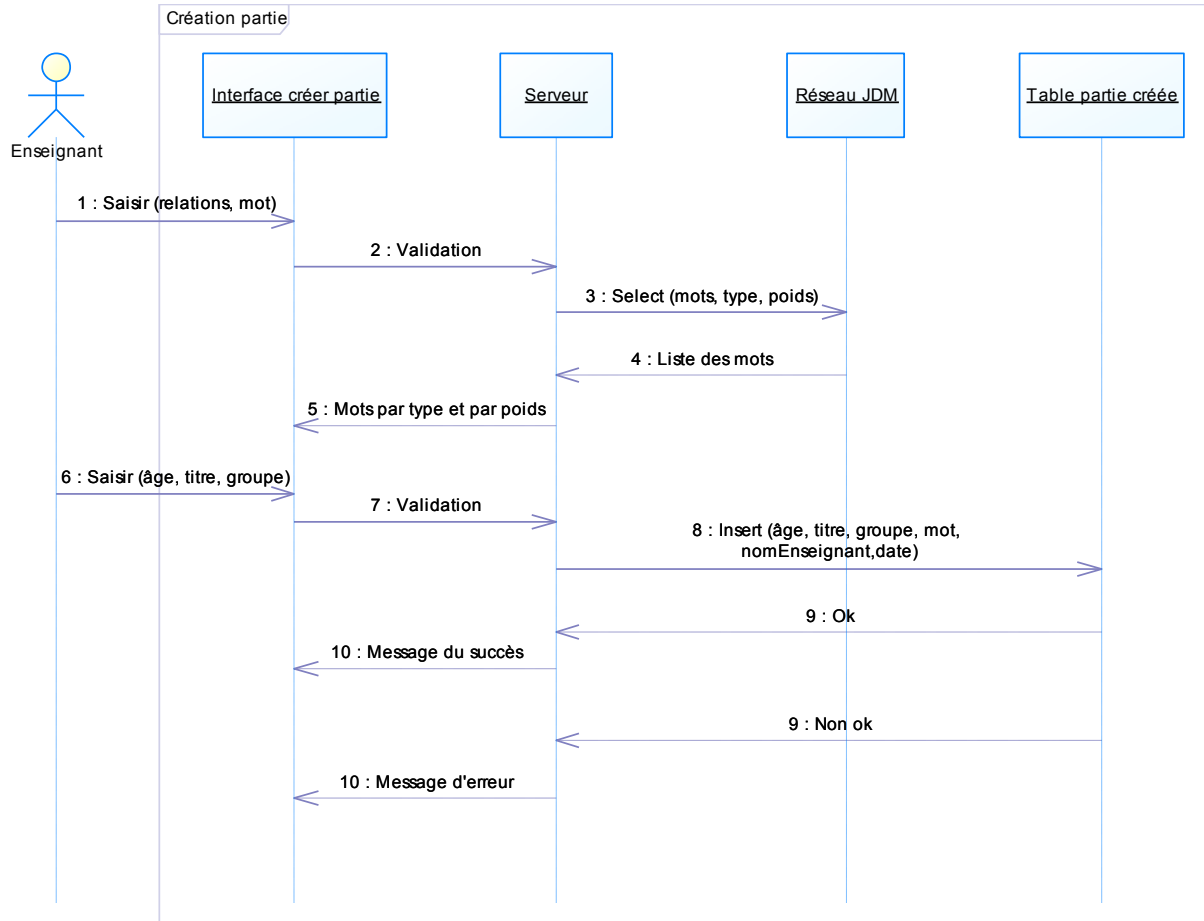 Création partie
Interface créer partie
Serveur
Réseau JDM
Table partie créée
Enseignant
1 : Saisir (relations, mot)
2 : Validation
3 : Select (mots, type, poids)
4 : Liste des mots
5 : Mots par type et par poids
6 : Saisir (âge, titre, groupe)
7 : Validation
8 : Insert (âge, titre, groupe, mot,
nomEnseignant,date)
9 : Ok
10 : Message du succès
9 : Non ok
10 : Message d'erreur